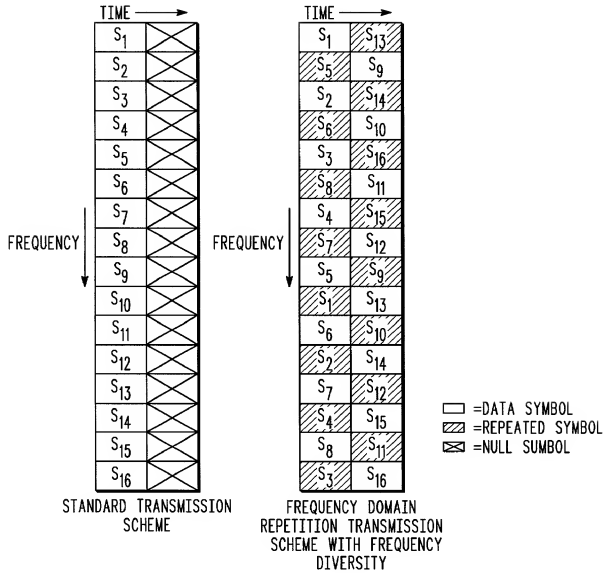 TIME
TIME
S1
S2
S3
S4
S5
S6
S7
S8
S9
S10
S11
S12
S13
S14
S15
S16
FREQUENCY
STANDARD TRANSMISSION
SCHEME
S1 S13
S5 S9
S2 S14
S6 S10
S3 S16
S8 S11
S4 S15
S7 S12
S5 S9
S1 S13
S6 S10
S2 S14
S7 S12
S4 S15
S8 S11
S3 S16
FREQUENCY
FREQUENCY DOMAIN
REPETITION TRANSMISSION
SCHEME WITH FREQUENCY
DIVERSITY
=DATA SYMBOL
=REPEATED SYMBOL
=NULL SUMBOL